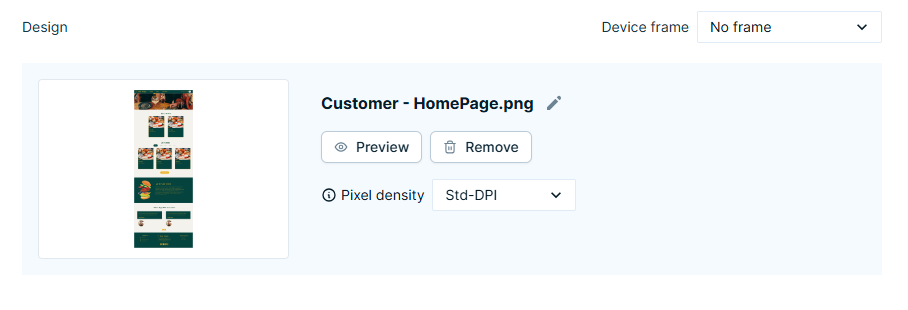 Design
Device frame
No frame
Customer - HomePage.png
Preview
Remove
Pixel density
Std-DPI